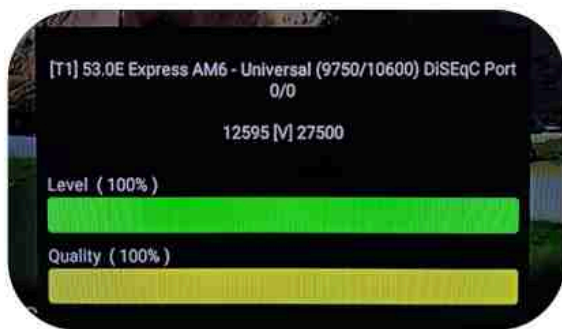 [T1] 53.0E Express AM6 - Universal (9750/10600) DiSEqC Port
0/0
12595 [V] 27500
Level ( 100% )
Quality ( 100% )